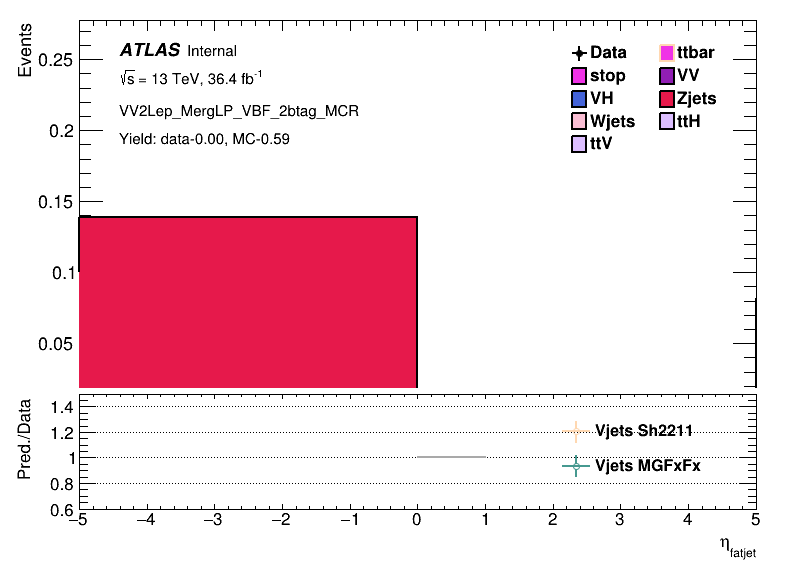 Events
ATLAS Internal
√s = 13 TeV, 36.4 fb⁻¹
VV2Lep_MergLP_VBF_2btag_MCR
Yield: data-0.00, MC-0.59
Data
ttbar
stop
VV
VH
Zjets
Wjets
ttH
ttV
0.25
0.2
0.15
0.1
0.05
Pred./Data
1.4
1.2
1
0.8
0.6
Vjets Sh2211
Vjets MGFxFx
−5 −4 −3 −2 −1 0 1 2 3 4 5
η_fatjet